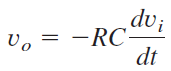 v_o = −RC dv_i/dt